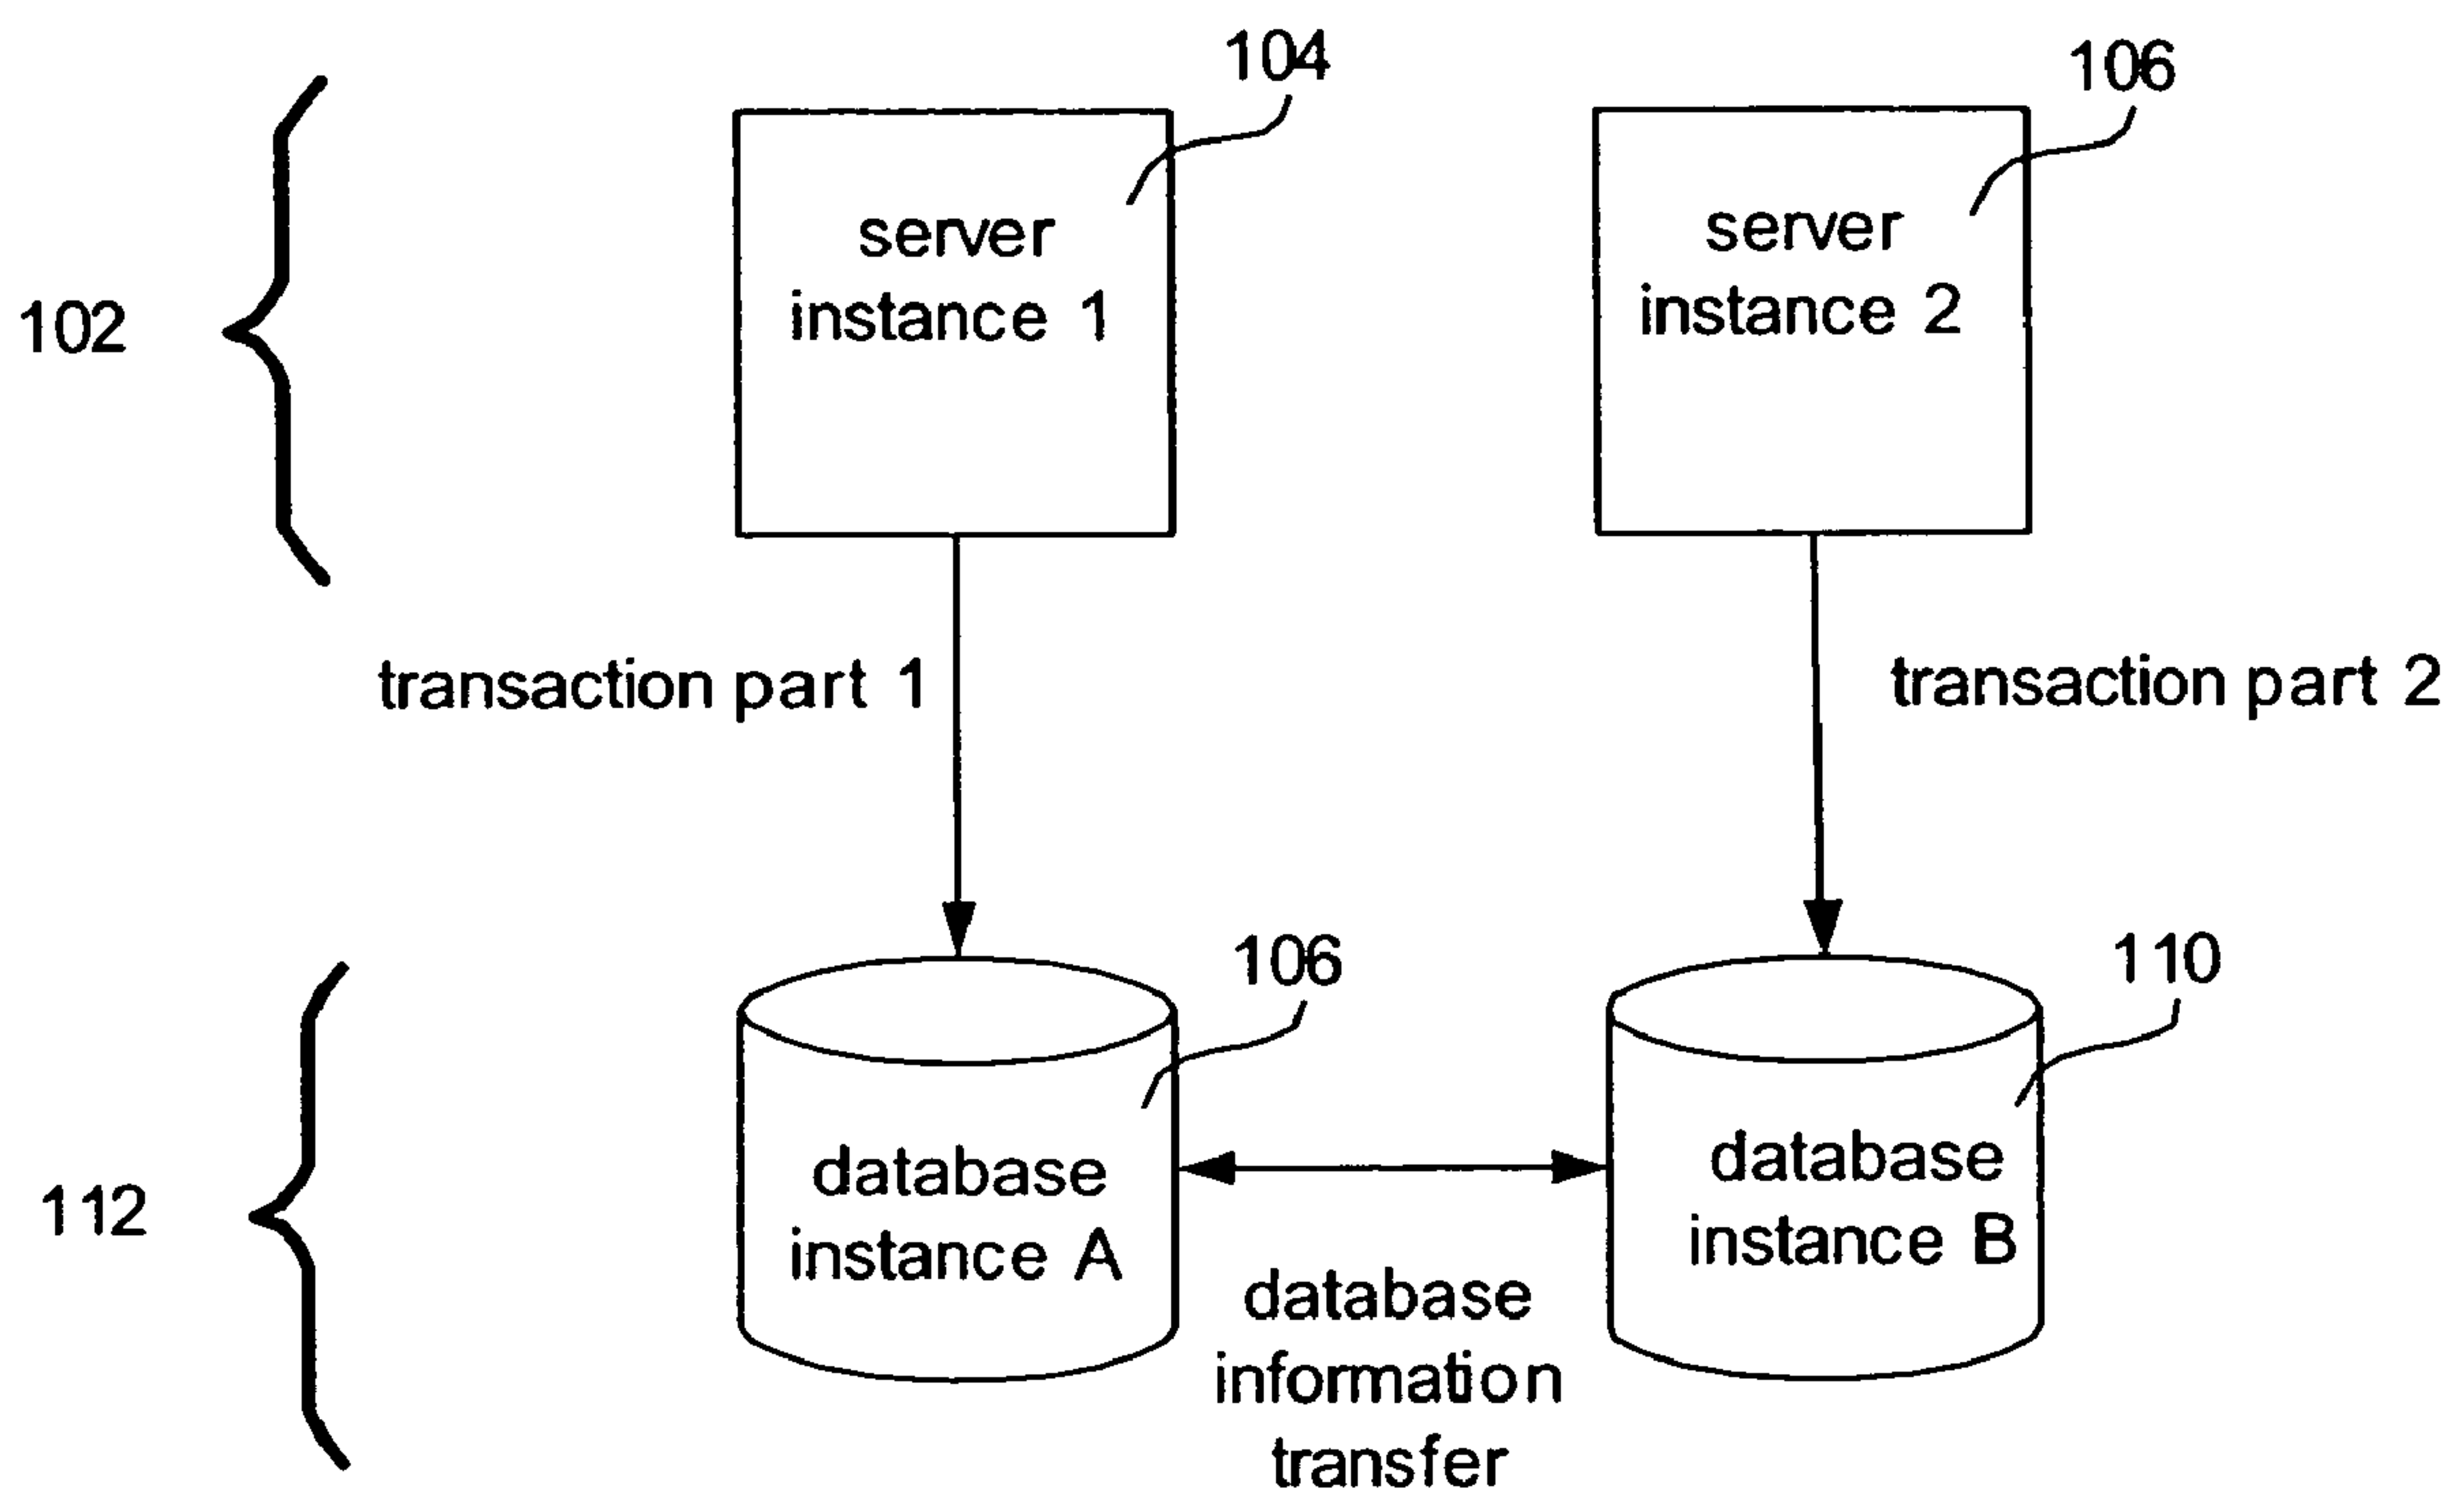 104
106
server
instance 1
server
instance 2
102
transaction part 1
transaction part 2
106
110
database
instance A
database
instance B
112
database
information
transfer